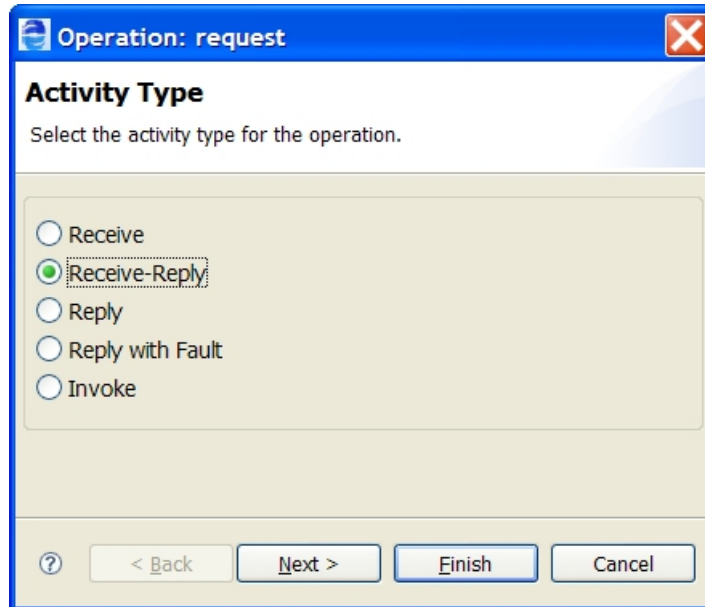 Operation: request
Activity Type
Select the activity type for the operation.
Receive
Receive-Reply
Reply
Reply with Fault
Invoke
? < Back Next > Finish Cancel